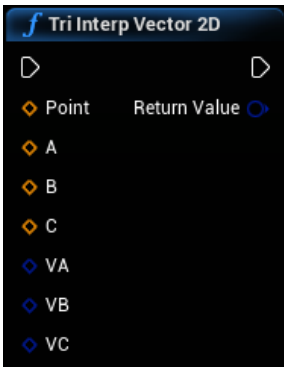 f Tri Interp Vector 2D
Point Return Value
A
B
C
VA
VB
VC